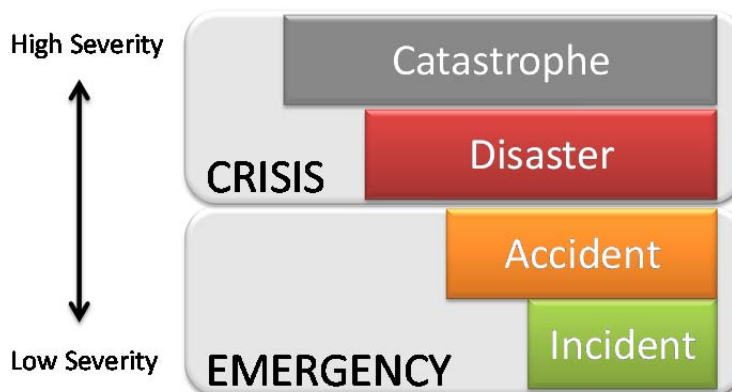 High Severity
Catastrophe
Disaster
CRISIS
Accident
Incident
Low Severity
EMERGENCY